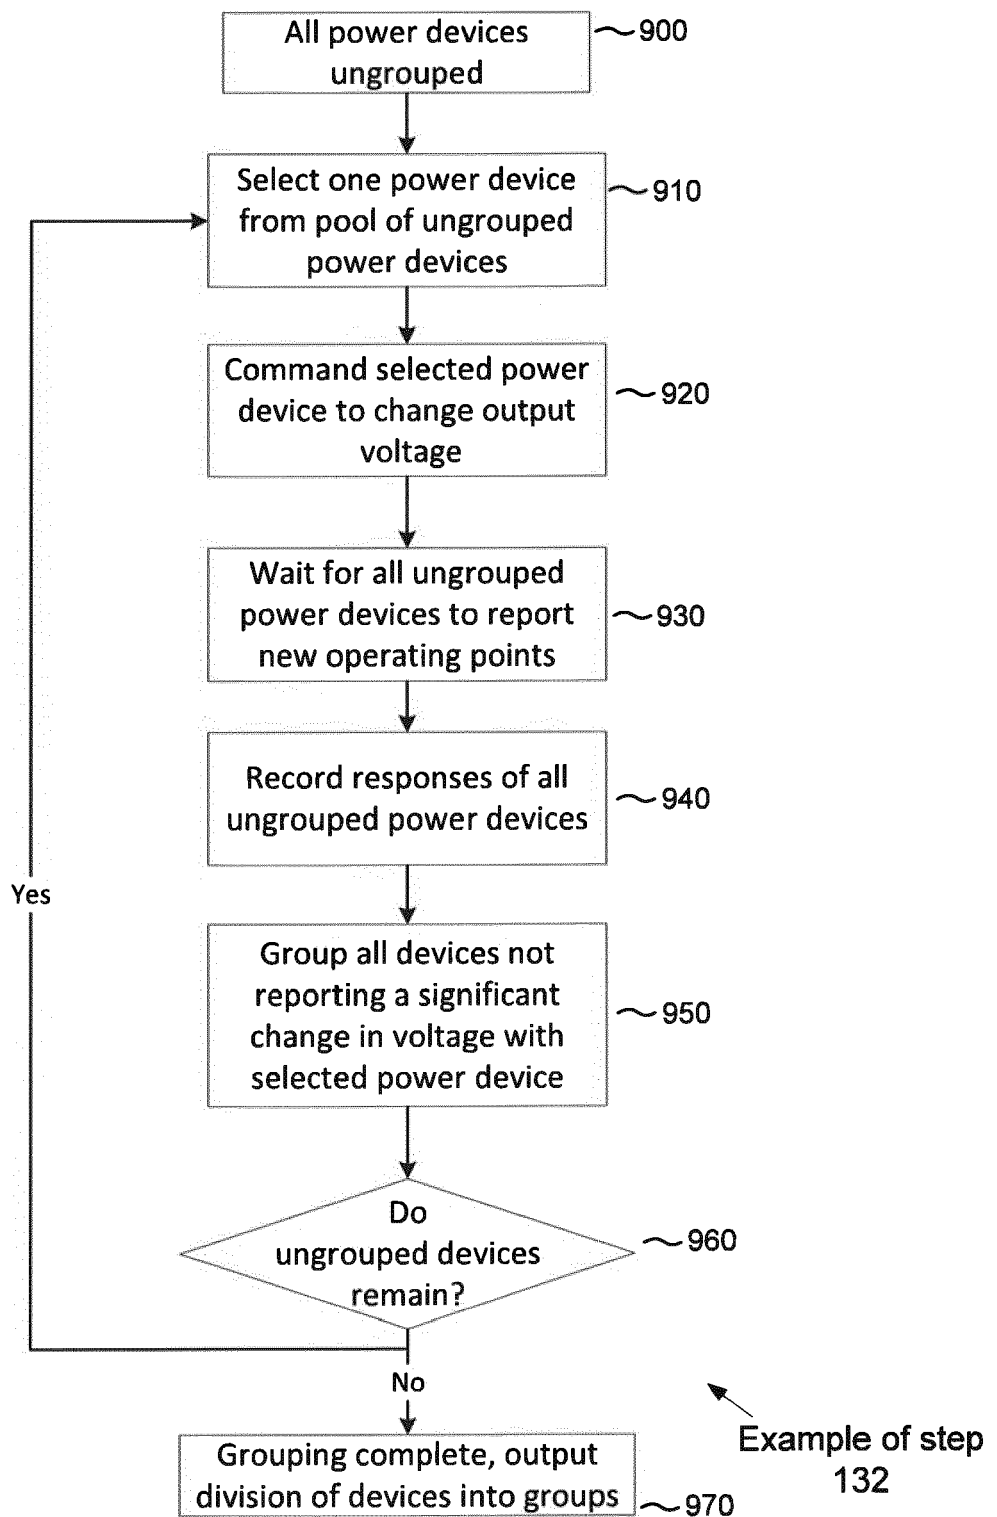 All power devices
ungrouped
900
Select one power device
from pool of ungrouped
power devices
910
Command selected power
device to change output
voltage
920
Wait for all ungrouped
power devices to report
new operating points
930
Record responses of all
ungrouped power devices
940
Yes
Group all devices not
reporting a significant
change in voltage with
selected power device
950
Do
ungrouped devices
remain?
960
No
Grouping complete, output
division of devices into groups
970
Example of step
132